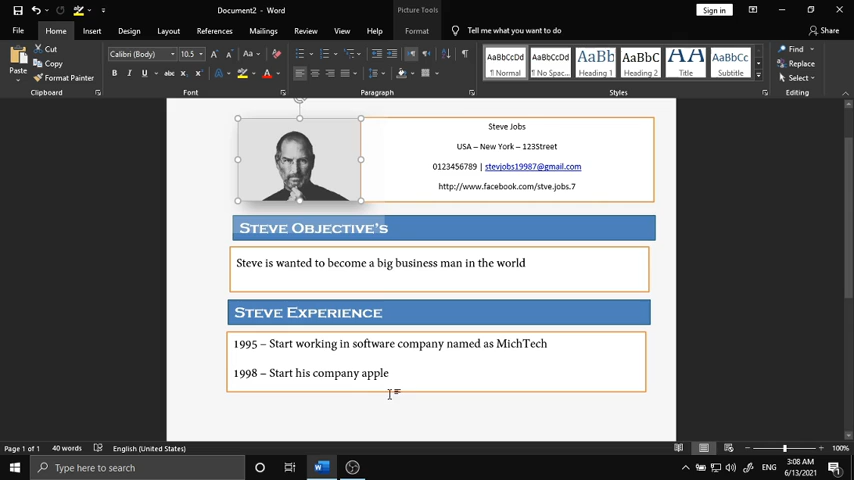 Document2 - Word
Picture Tools
Sign in
File
Home
Insert
Design
Layout
References
Mailings
Review
View
Help
Format
Tell me what you want to do
Share
Paste
Cut
Copy
Format Painter
Clipboard
Calibri (Body)
10.5
Font
Paragraph
AaBbCcDd
¶ Normal
AaBbCcDd
¶ No Spac...
AaBb
Heading 1
AaBbC
Heading 2
AA
Title
AaBbCc
Subtitle
Styles
Find
Replace
Select
Editing
Steve Jobs
USA – New York – 123Street
0123456789 | stevjobs19987@gmail.com
http://www.facebook.com/stve.jobs.7
Steve Objective's
Steve is wanted to become a big business man in the world
Steve Experience
1995 – Start working in software company named as MichTech
1998 – Start his company apple
Page 1 of 1
40 words
English (United States)
100%
Type here to search
ENG
3:08 AM
6/13/2021